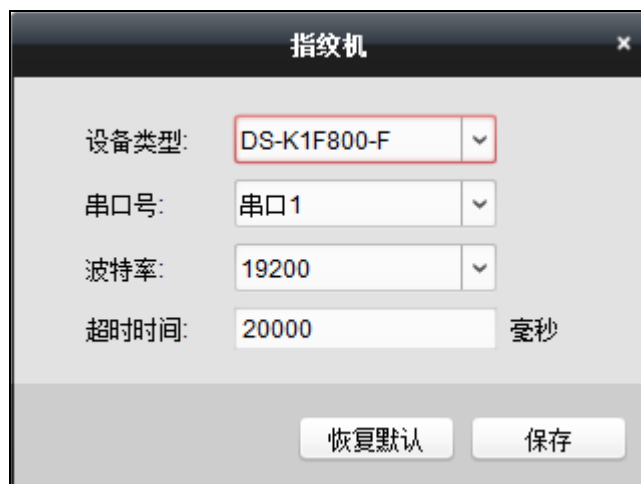 指纹机
设备类型: DS-K1F800-F
串口号: 串口1
波特率: 19200
超时时间: 20000 毫秒
恢复默认 保存